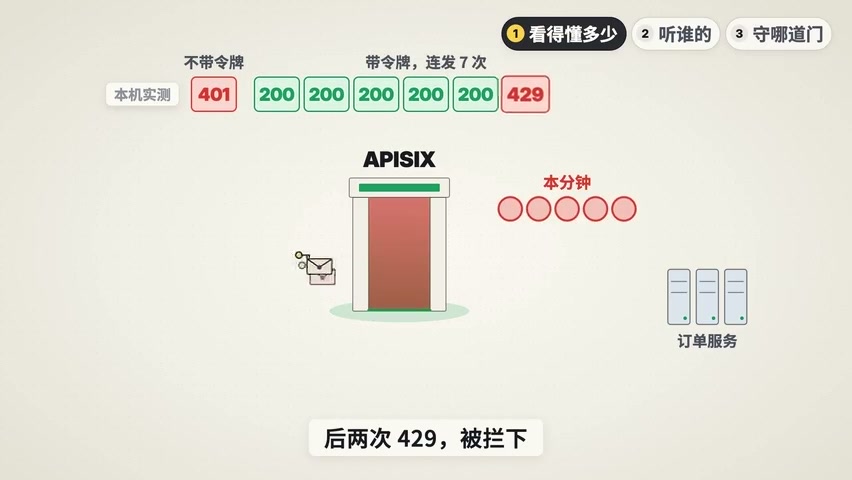 1 看得懂多少
2 听谁的
3 守哪道门
不带令牌
带令牌，连发 7 次
本机实测
401
200 200 200 200 200 429
APISIX
本分钟
订单服务
后两次 429，被拦下